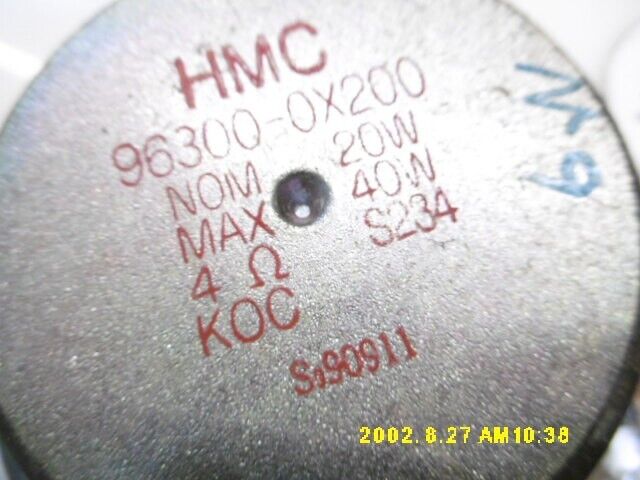 HMC
96300-0X200
NOM 20W
MAX 40W
4 Ω S234
KOC
S190911
2002. 8.27 AM10:38